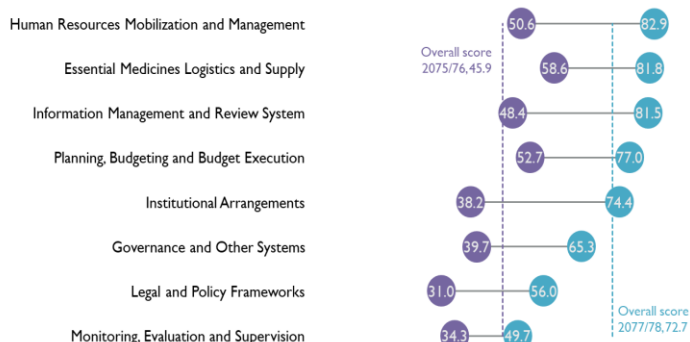 Human Resources Mobilization and Management 50.6 82.9
Overall score
2075/76, 45.9
Essential Medicines Logistics and Supply 58.6 81.8
Information Management and Review System 48.4 81.5
Planning, Budgeting and Budget Execution 52.7 77.0
Institutional Arrangements 38.2 74.4
Governance and Other Systems 39.7 65.3
Legal and Policy Frameworks 31.0 56.0
Overall score
2077/78, 72.7
Monitoring, Evaluation and Supervision 34.3 49.7